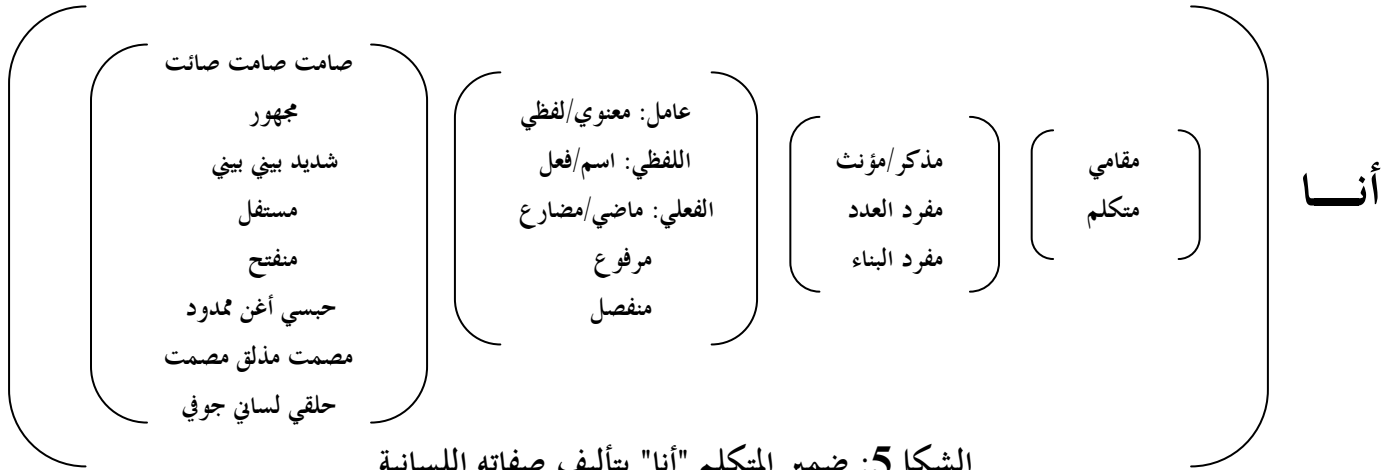 أنــــا
مقامي
متكلم
مذكر/مؤنث
مفرد العدد
مفرد البناء
عامل: معنوي/لفظي
اللفظي: اسم/فعل
الفعلي: ماضي/مضارع
مرفوع
منفصل
صامت صامت صائت
مجهور
شديد بيني بيني
مستفل
منفتح
حبسي أغن ممدود
مصمت مذلق مصمت
حلقي لساني جوفي
الشكل 5: ضمير المتكلم "أنا" بتأليف صفاته اللسانية